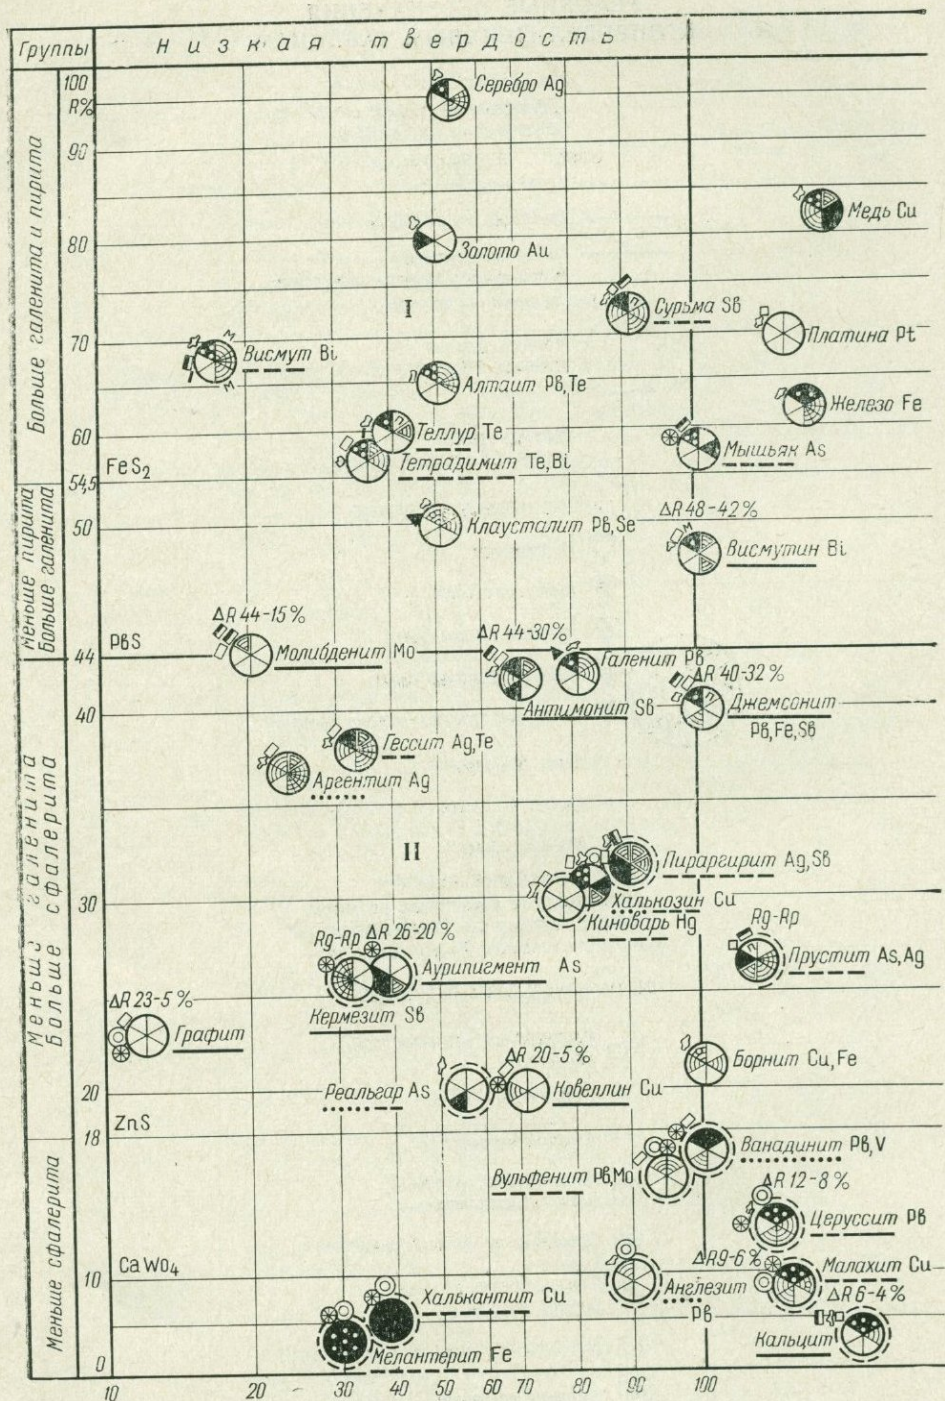 Группы
Низкая твердость
100
R%
Серебро Ag
90
Медь Cu
80
Золото Au
I
Сурьма Sb
70
Висмут Bi
Платина Pt
Алтаит Pb,Te
Железо Fe
60
Теллур Te
Мышьяк As
FeS2
Тетрадимит Te,Bi
54,5
Больше галенита и пирита
50
Клаусталит Pb,Se
ΔR 48-42%
Висмутин Bi
Меньше пирита
Больше галенита
ΔR 44-15%
ΔR 44-30%
PbS
44
Молибденит Mo
Галенит Pb
ΔR 40-32%
Антимонит Sb
Джемсонит
Pb,Fe,Sb
40
Гессит Ag,Te
Аргентит Ag
II
Пираргирит Ag,Sb
30
Халькозин Cu
Киноварь Hg
Rg-Rp
Rg-Rp ΔR 26-20%
Прустит As,Ag
Аурипигмент As
Кермезит Sb
ΔR 23-5%
Графит
Борнит Cu,Fe
ΔR 20-5%
Реальгар As
Ковеллин Cu
20
ZnS
18
Меньше галенита
Больше сфалерита
Ванадинит Pb,V
Вульфенит Pb,Mo
ΔR 12-8%
Церуссит Pb
CaWO4
10
ΔR 9-6%
Малахит Cu
Англезит
Pb
ΔR 6-4%
Халькантит Cu
Кальцит
Мелантерит Fe
Меньше сфалерита
0
10 20 30 40 50 60 70 80 90 100